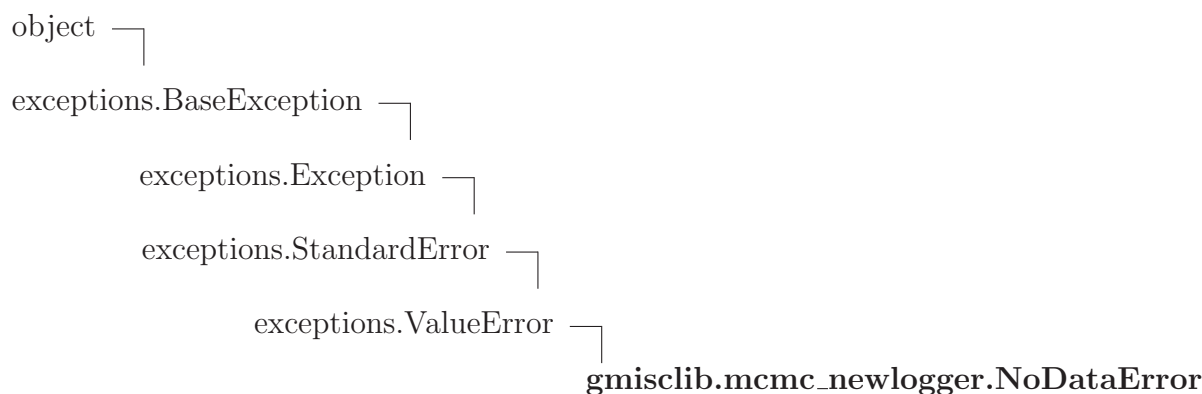 object
exceptions.BaseException
exceptions.Exception
exceptions.StandardError
exceptions.ValueError
gmisclib.mcmc_newlogger.NoDataError